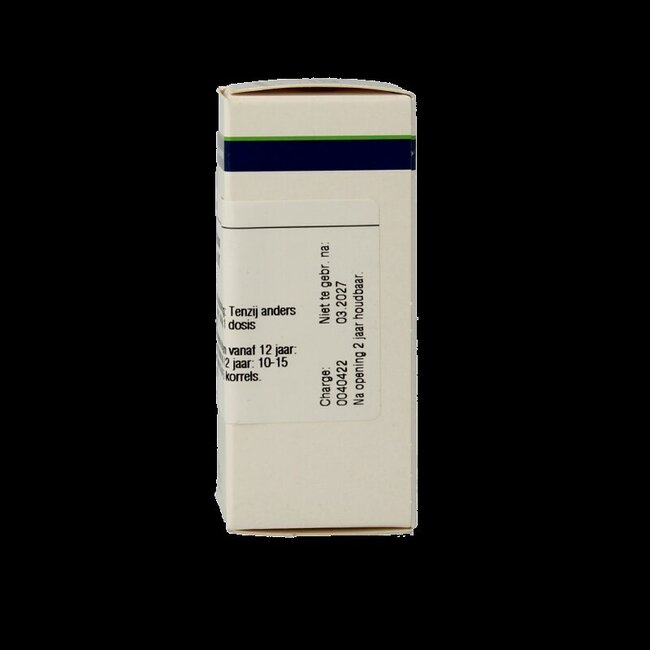 Tenzij anders
dosis
vanaf 12 jaar:
2 jaar: 10-15
korrels.
Charge: Niet te gebr. na:
0040422 03.2027
Na opening 2 jaar houdbaar.